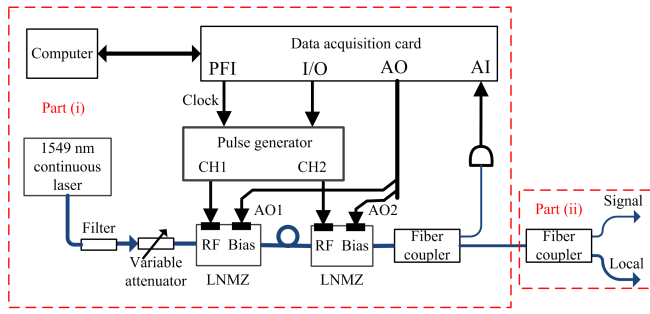 Computer
Data acquisition card
PFI I/O AO AI
Part (i)
Clock
Pulse generator
CH1 CH2
1549 nm
continuous
laser
Filter
Variable
attenuator
AO1
AO2
RF Bias
LNMZ
RF Bias
LNMZ
Fiber
coupler
Part (ii)
Fiber
coupler
Signal
Local